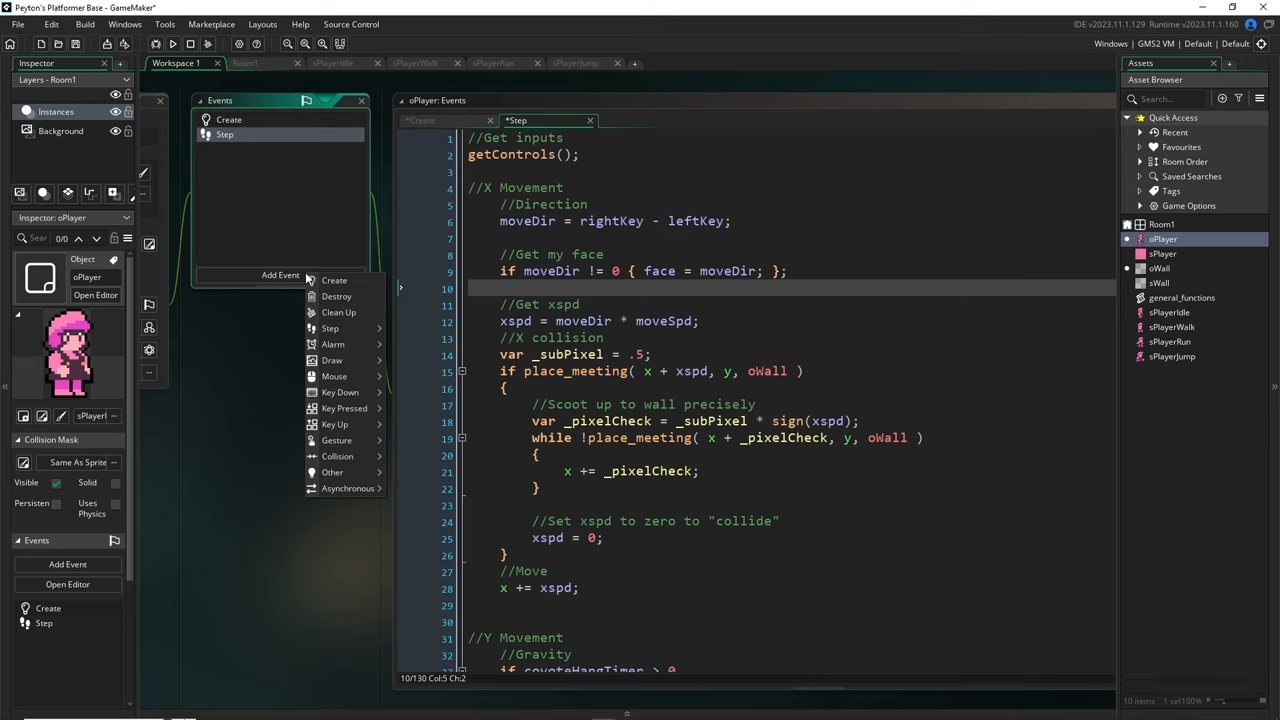 Peyton's Platformer Base - GameMaker*
File Edit Build Windows Tools Marketplace Layouts Help Source Control
IDE v2023.11.1.129 Runtime v2023.11.1.160
Windows | GMS2 VM | Default | Default
Inspector
Workspace 1 Room1 sPlayerIdle sPlayerWalk sPlayerRun sPlayerJump
Assets
Layers - Room1
Instances
Background
Inspector: oPlayer
Sear 0/0
Object
oPlayer
Open Editor
sPlayerI
Collision Mask
Same As Sprite
Visible Solid
Persisten Uses Physics
Events
Add Event
Open Editor
Create
Step
Events
Create
Step
Add Event
Create
Destroy
Clean Up
Step
Alarm
Draw
Mouse
Key Down
Key Pressed
Key Up
Gesture
Collision
Other
Asynchronous
oPlayer: Events
*Create *Step
1 //Get inputs
2 getControls();
3
4 //X Movement
5 //Direction
6 moveDir = rightKey - leftKey;
7
8 //Get my face
9 if moveDir != 0 { face = moveDir; };
10
11 //Get xspd
12 xspd = moveDir * moveSpd;
13 //X collision
14 var _subPixel = .5;
15 if place_meeting( x + xspd, y, oWall )
16 {
17 //Scoot up to wall precisely
18 var _pixelCheck = _subPixel * sign(xspd);
19 while !place_meeting( x + _pixelCheck, y, oWall )
20 {
21 x += _pixelCheck;
22 }
23
24 //Set xspd to zero to "collide"
25 xspd = 0;
26 }
27 //Move
28 x += xspd;
29
30
31 //Y Movement
32 //Gravity
33 if coyoteHangTimer > 0
10/130 Col:5 Ch:2
Asset Browser
Search...
Quick Access
Recent
Favourites
Room Order
Saved Searches
Tags
Game Options
Room1
oPlayer
sPlayer
oWall
sWall
general_functions
sPlayerIdle
sPlayerWalk
sPlayerRun
sPlayerJump
10 items 1 sel 100%